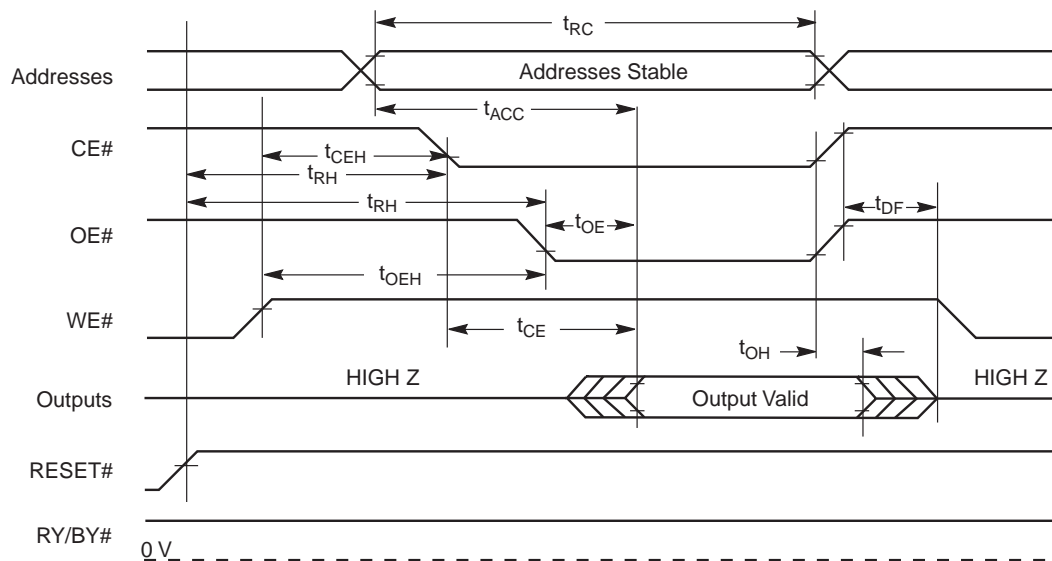 tRC
Addresses
Addresses Stable
tACC
CE#
tCEH
tRH
tRH
tDF
OE#
tOE
tOEH
WE#
tCE
tOH
HIGH Z
HIGH Z
Outputs
Output Valid
RESET#
RY/BY#
0 V